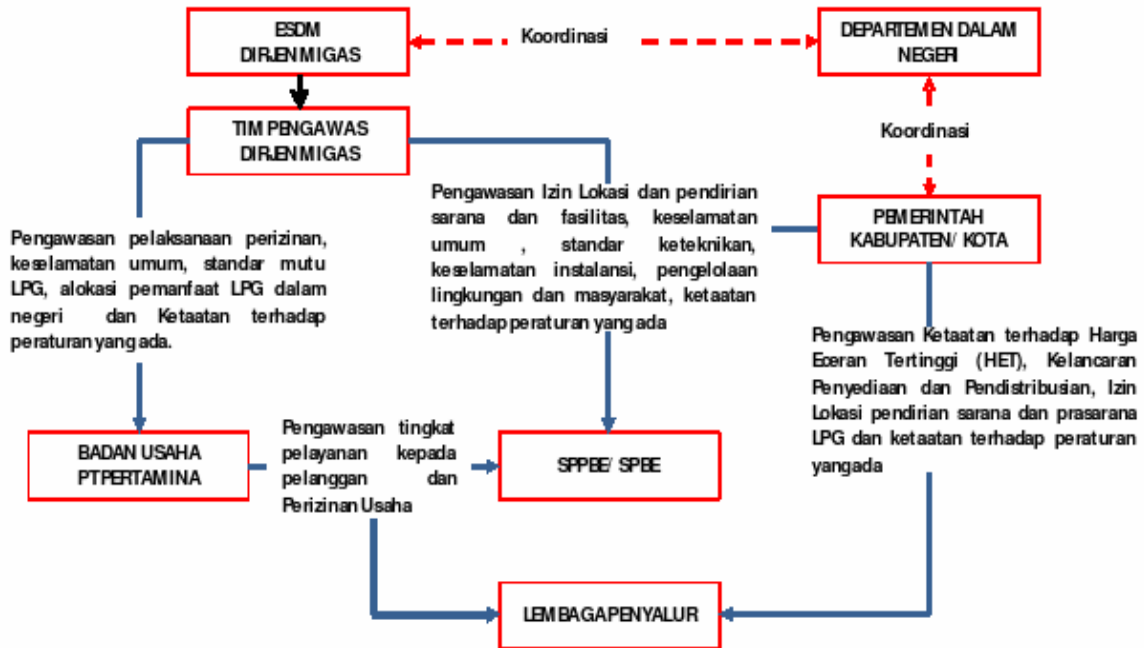 ESDM
DIRJEN MIGAS
Koordinasi
DEPARTEMEN DALAM
NEGERI
TIM PENGAWAS
DIRJEN MIGAS
Koordinasi
Pengawasan Izin Lokasi dan pendirian
sarana dan fasilitas, keselamatan
umum , standar keteknikan,
keselamatan instalansi, pengelolaan
lingkungan dan masyarakat, ketaatan
terhadap peraturan yang ada
PEMERINTAH
KABUPATEN/ KOTA
Pengawasan pelaksanaan perizinan,
keselamatan umum, standar mutu
LPG, alokasi pemanfaat LPG dalam
negeri dan Ketaatan terhadap
peraturan yang ada.
Pengawasan Ketaatan terhadap Harga
Eceran Tertinggi (HET), Kelancaran
Penyediaan dan Pendistribusian, Izin
Lokasi pendirian sarana dan prasarana
LPG dan ketaatan terhadap peraturan
yang ada
BADAN USAHA
PT PERTAMINA
Pengawasan tingkat
pelayanan kepada
pelanggan dan
Perizinan Usaha
SPPBE/ SPBE
LEMBAGA PENYALUR